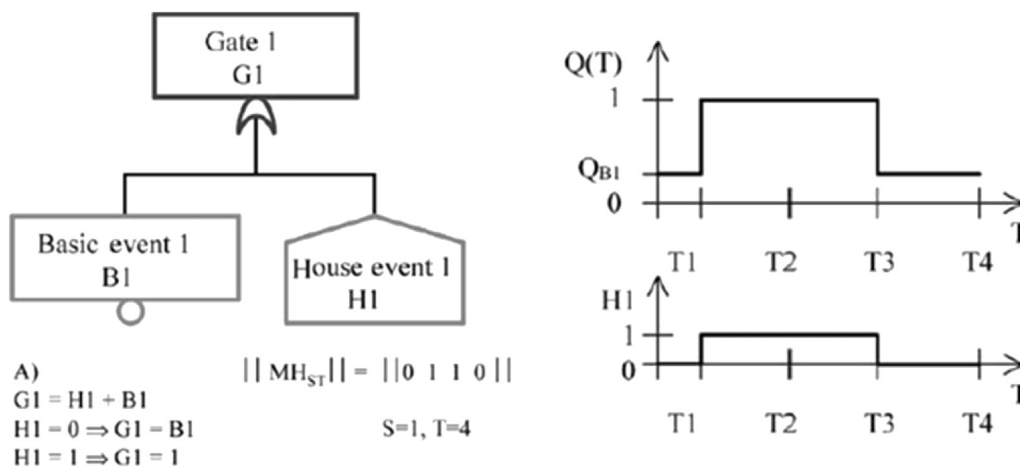 Gate 1
G1
Basic event 1
B1
House event 1
H1
A)
G1 = H1 + B1
H1 = 0 ⇒ G1 = B1
H1 = 1 ⇒ G1 = 1
|| MH_ST || = ||0 1 1 0||
S=1, T=4
Q(T)
1
Q_B1
0
T
T1 T2 T3 T4
H1
1
0
T
T1 T2 T3 T4